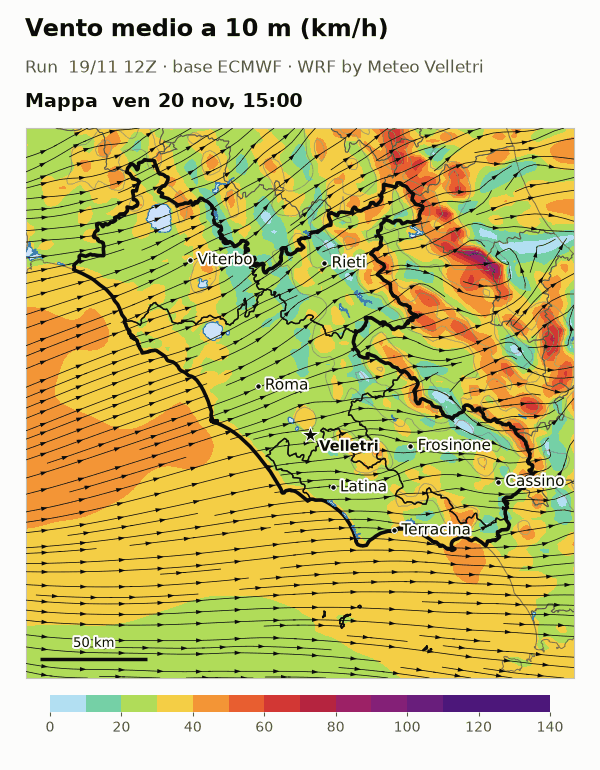 Vento medio a 10 m (km/h)
Run  19/11 12Z · base ECMWF · WRF by Meteo Velletri
Mappa  ven 20 nov, 15:00
Viterbo
Rieti
Roma
Velletri
Frosinone
Latina
Cassino
Terracina
50 km
0 20 40 60 80 100 120 140